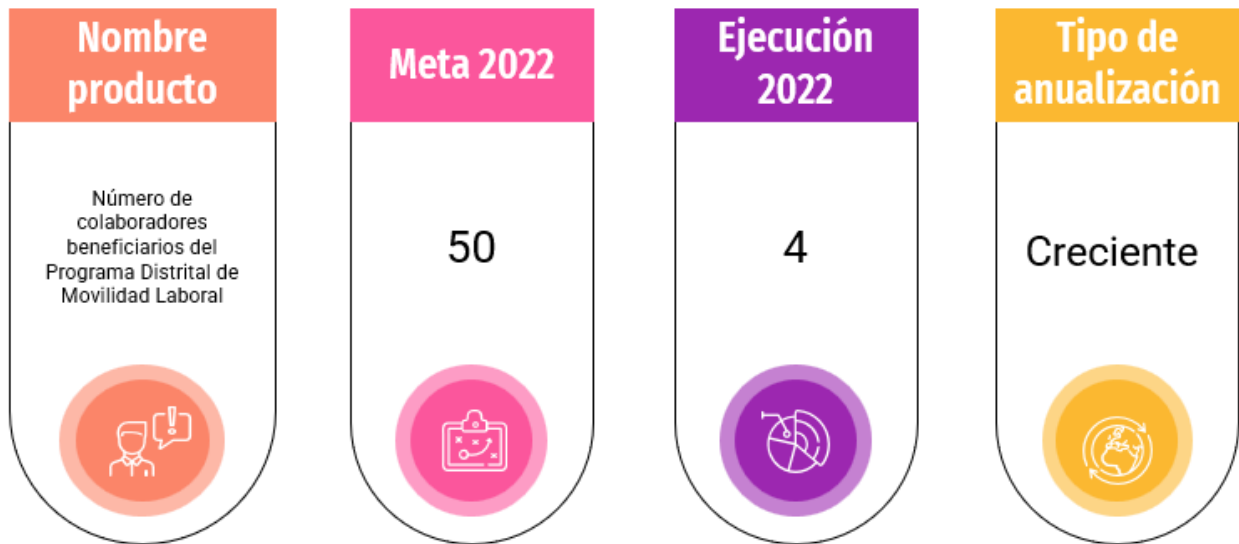 Nombre
producto
Meta 2022
Ejecución
2022
Tipo de
anualización
Número de
colaboradores
beneficiarios del
Programa Distrital de
Movilidad Laboral
50
4
Creciente